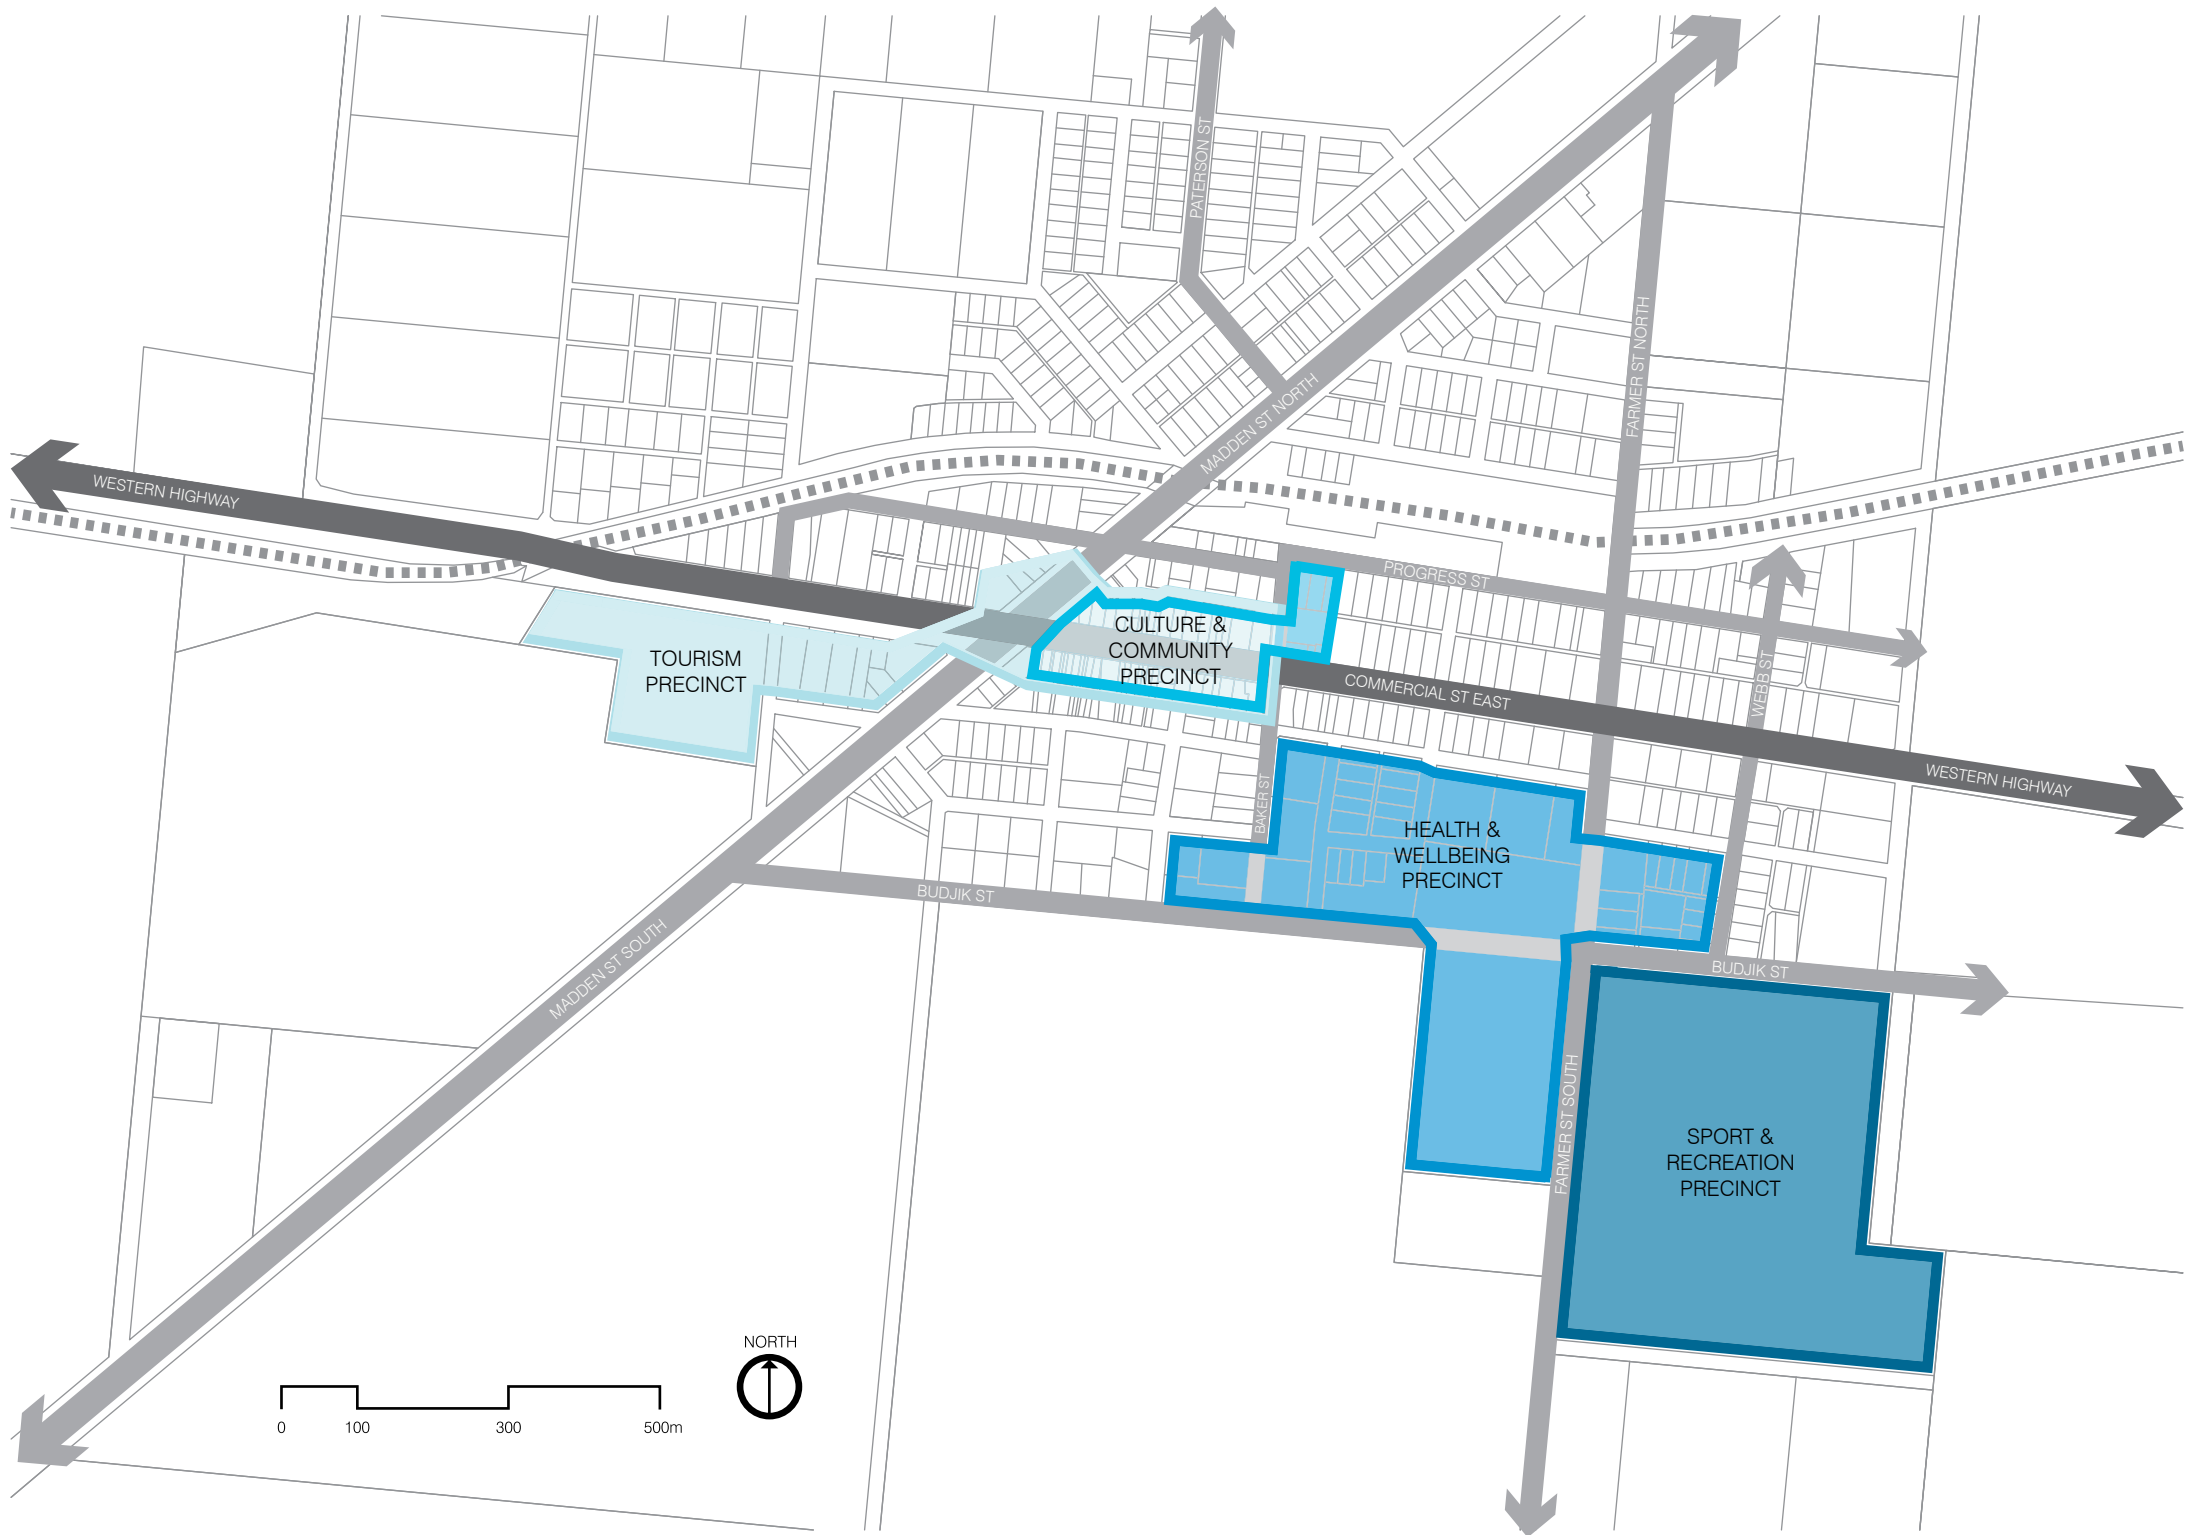 PATERSON ST
MADDEN ST NORTH
FARMER ST NORTH
WESTERN HIGHWAY
PROGRESS ST
CULTURE &
COMMUNITY
PRECINCT
TOURISM
PRECINCT
WEBB ST
COMMERCIAL ST EAST
WESTERN HIGHWAY
BAKER ST
HEALTH &
WELLBEING
PRECINCT
BUDJIK ST
MADDEN ST SOUTH
BUDJIK ST
FARMER ST SOUTH
SPORT &
RECREATION
PRECINCT
NORTH
0 100 300 500m